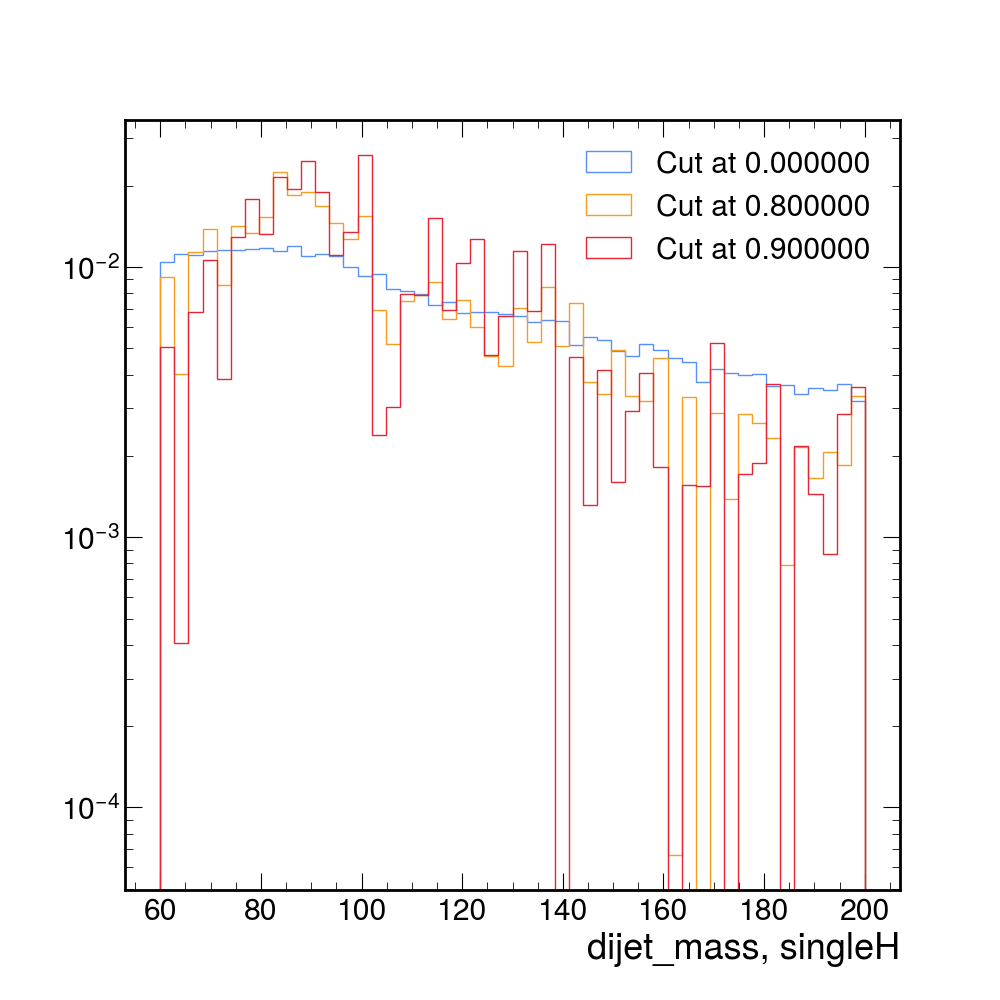 Cut at 0.000000
Cut at 0.800000
Cut at 0.900000
10⁻²
10⁻³
10⁻⁴
60 80 100 120 140 160 180 200
dijet_mass, singleH